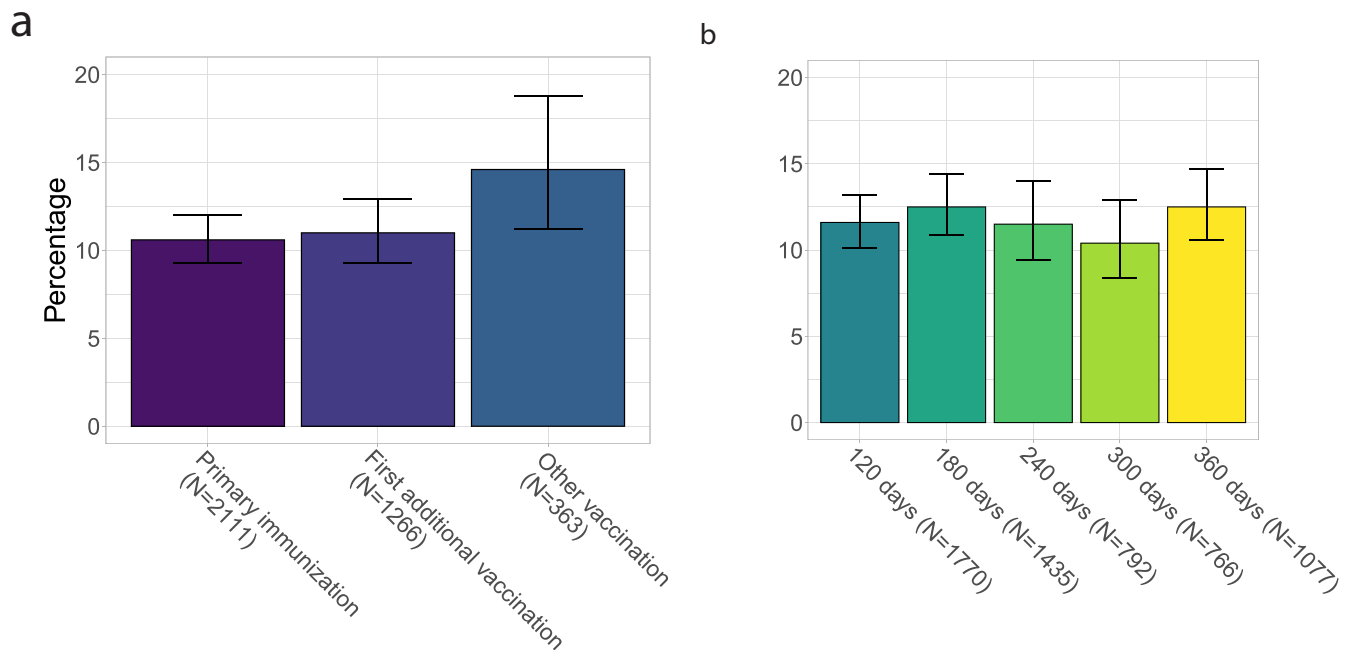 a
Percentage
20
15
10
5
0
Primary immunization
(N=2111)
First additional vaccination
(N=1266)
Other vaccination
(N=363)
b
20
15
10
5
0
120 days (N=1770)
180 days (N=1435)
240 days (N=792)
300 days (N=766)
360 days (N=1077)